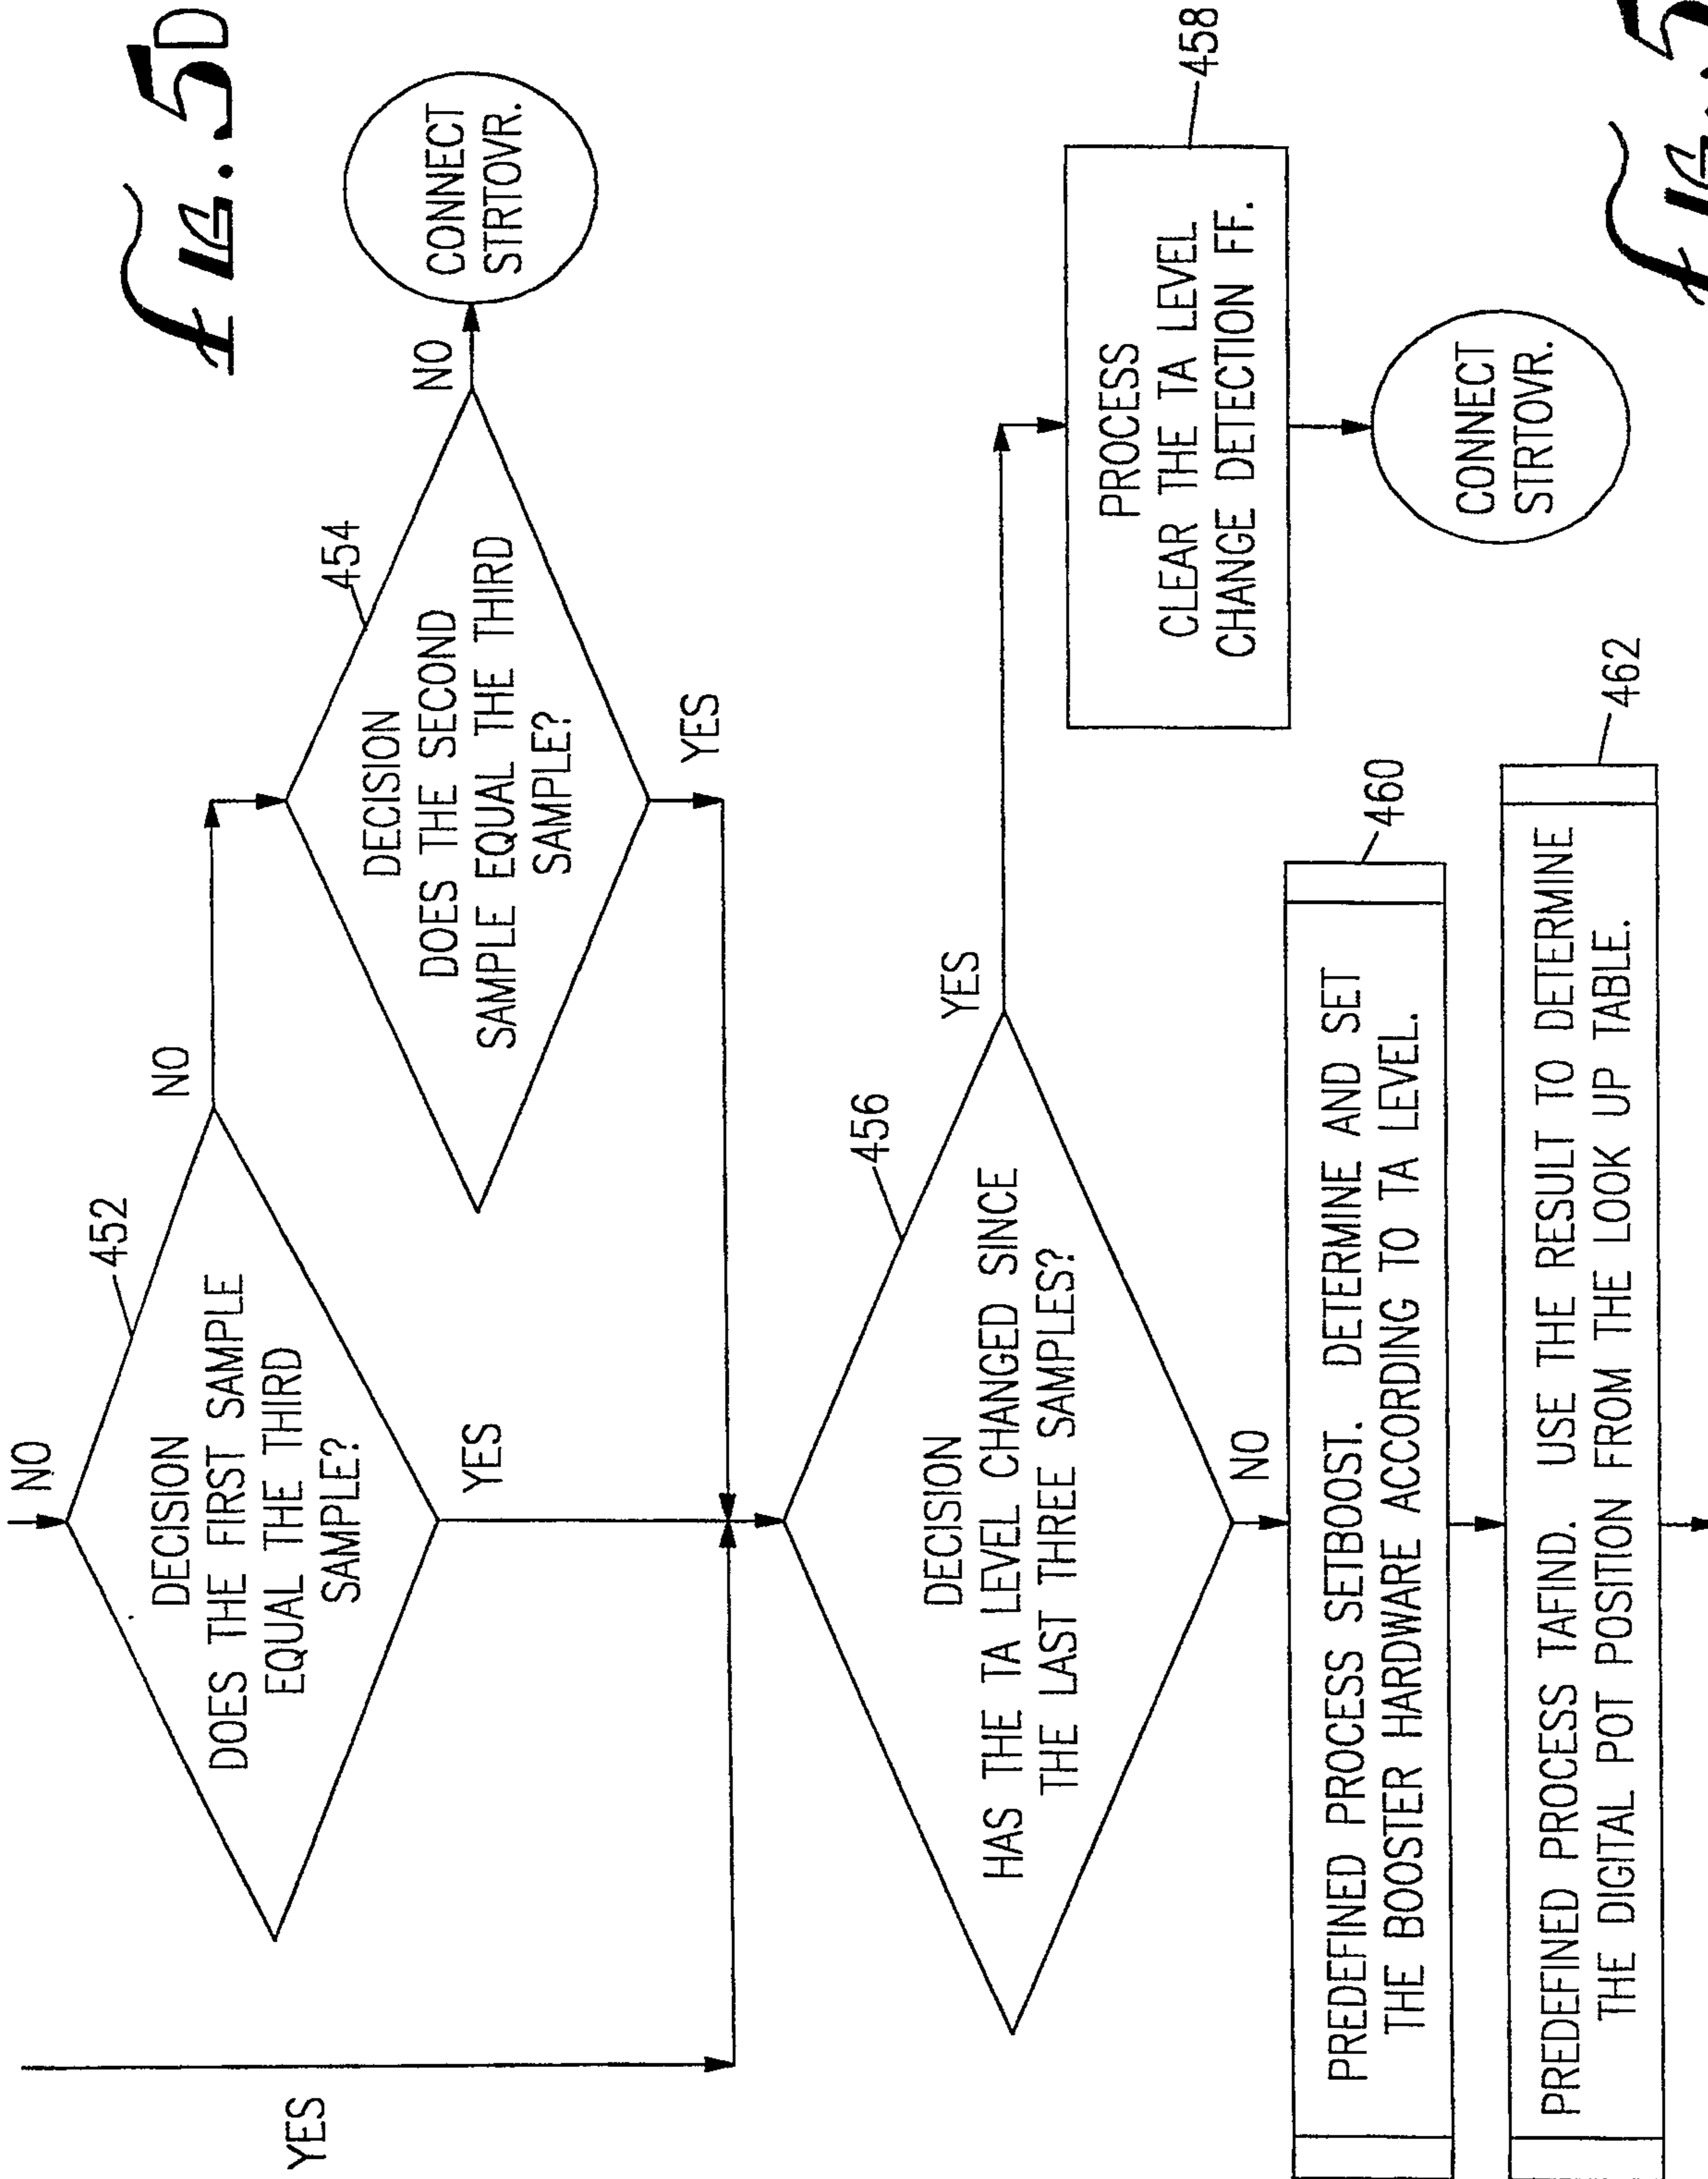 FIG. 5D
NO
452
DECISION
DOES THE FIRST SAMPLE
EQUAL THE THIRD
SAMPLE?
NO
YES
454
DECISION
DOES THE SECOND
SAMPLE EQUAL THE THIRD
SAMPLE?
NO
CONNECT
STRTOVR.
YES
YES
456
DECISION
HAS THE TA LEVEL CHANGED SINCE
THE LAST THREE SAMPLES?
YES
458
PROCESS
CLEAR THE TA LEVEL
CHANGE DETECTION FF.
CONNECT
STRTOVR.
NO
460
PREDEFINED PROCESS SETBOOST. DETERMINE AND SET
THE BOOSTER HARDWARE ACCORDING TO TA LEVEL.
462
PREDEFINED PROCESS TAFIND. USE THE RESULT TO DETERMINE
THE DIGITAL POT POSITION FROM THE LOOK UP TABLE.